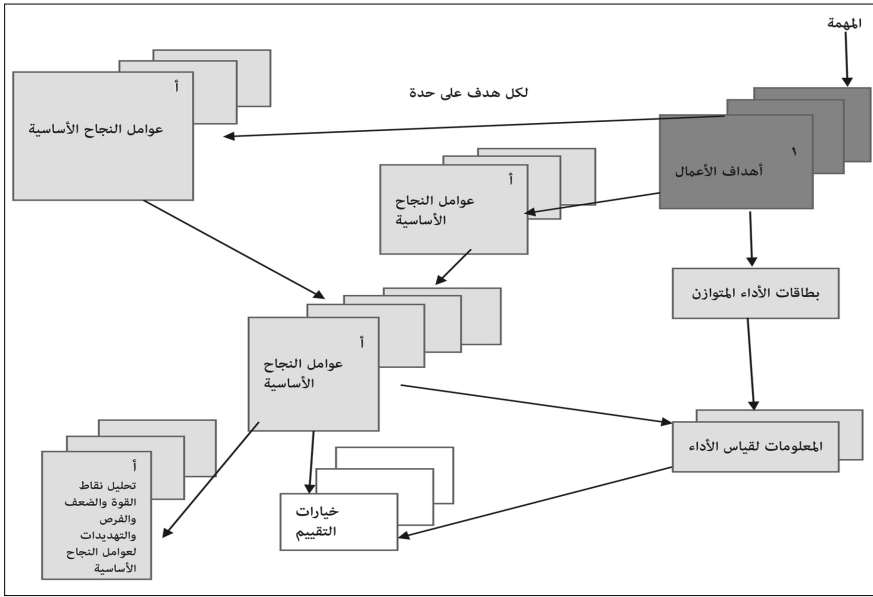 المهمة
١
أهداف الأعمال
لكل هدف على حدة
أ
عوامل النجاح الأساسية
أ
عوامل النجاح
الأساسية
بطاقات الأداء المتوازن
أ
عوامل النجاح
الأساسية
المعلومات لقياس الأداء
خيارات
التقييم
أ
تحليل نقاط
القوة والضعف
والفرص
والتهديدات
لعوامل النجاح
الأساسية